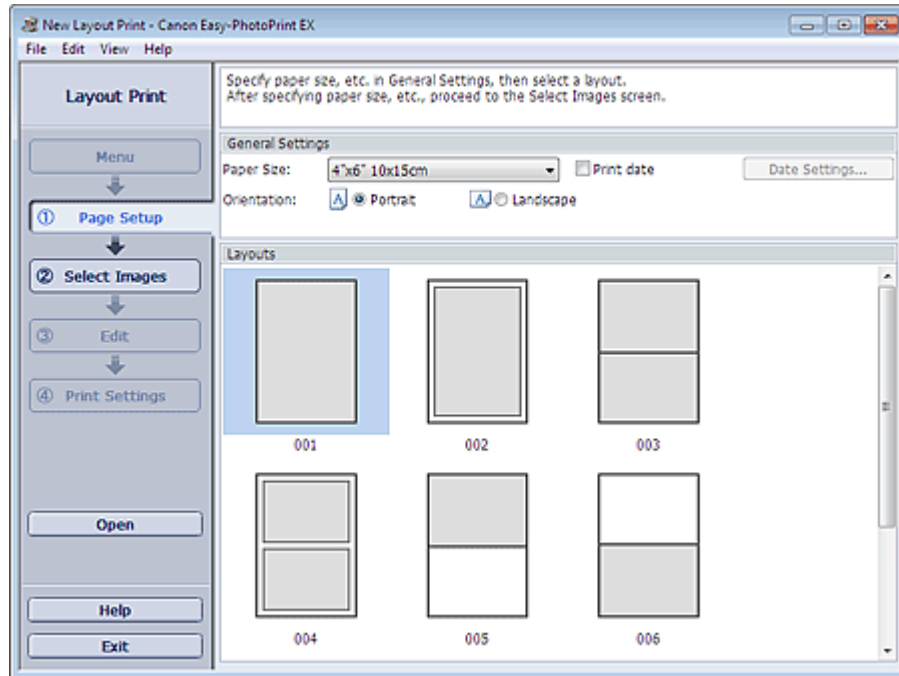 New Layout Print - Canon Easy-PhotoPrint EX
File Edit View Help
Layout Print
Menu
① Page Setup
② Select Images
③ Edit
④ Print Settings
Open
Help
Exit
Specify paper size, etc. in General Settings, then select a layout.
After specifying paper size, etc., proceed to the Select Images screen.
General Settings
Paper Size: 4"x6" 10x15cm Print date Date Settings...
Orientation: A Portrait A Landscape
Layouts
001 002 003
004 005 006